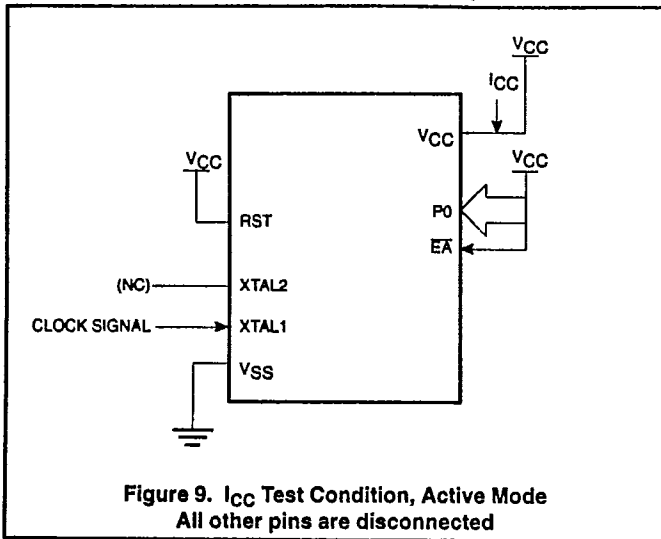 VCC
ICC
VCC
VCC
VCC
P0
RST
EA
(NC)
XTAL2
CLOCK SIGNAL
XTAL1
VSS
Figure 9. ICC Test Condition, Active Mode
All other pins are disconnected